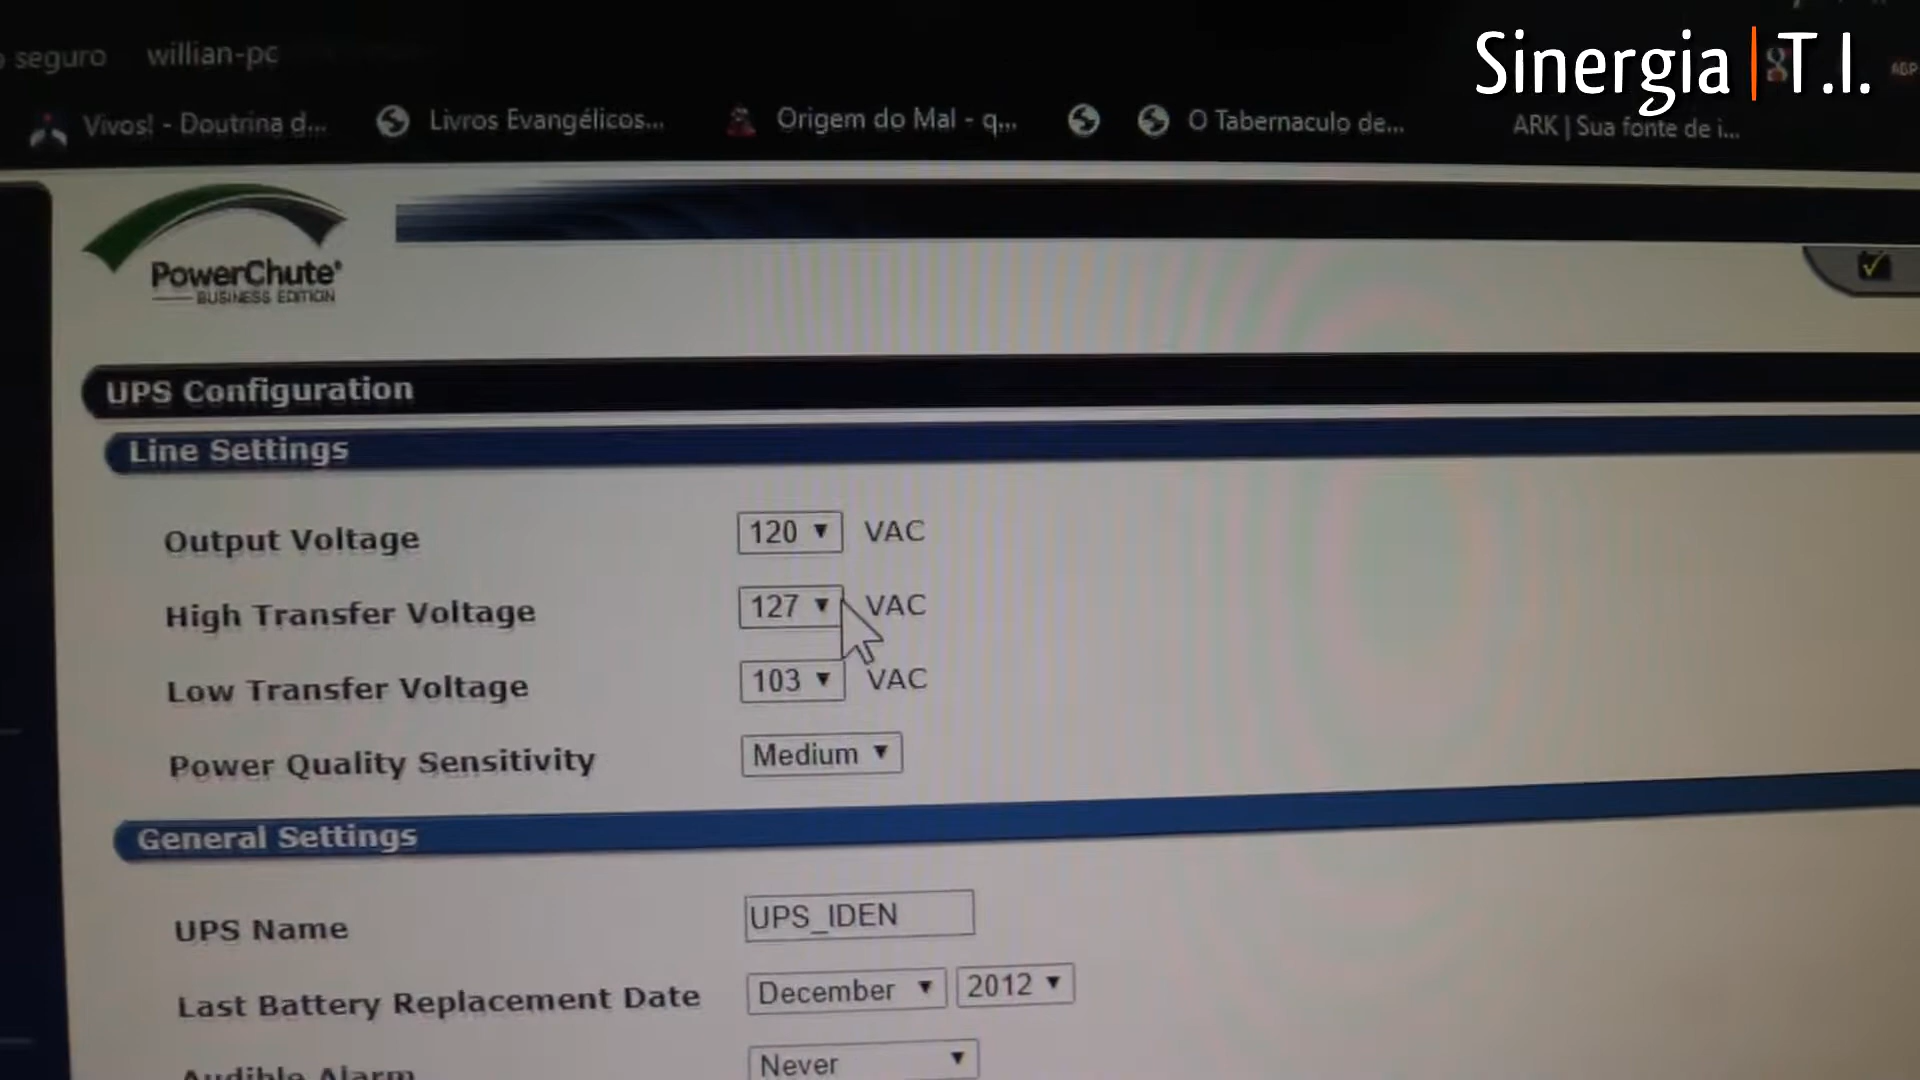 Sinergia|T.I.
seguro willian-pc
Vivos! - Doutrina d... Livros Evangélicos... Origem do Mal - q... O Tabernaculo de... ARK | Sua fonte de i...
PowerChute®
BUSINESS EDITION
UPS Configuration
Line Settings
Output Voltage 120 VAC
High Transfer Voltage 127 VAC
Low Transfer Voltage 103 VAC
Power Quality Sensitivity Medium
General Settings
UPS Name UPS_IDEN
Last Battery Replacement Date December 2012
Audible Alarm Never